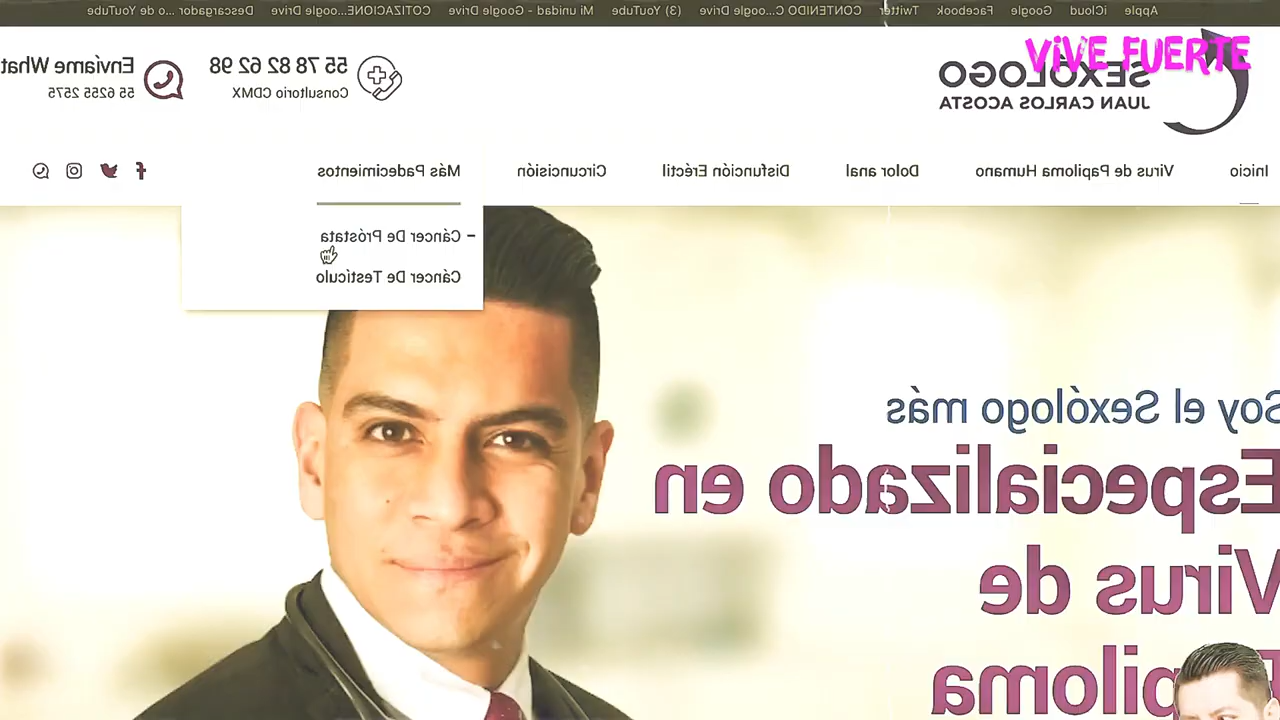 Apple iCloud Google Facebook Twitter CONTENIDO C...oogle Drive (3) YouTube Mi unidad - Google Drive COTIZACIONE...oogle Drive Descargador ...o de YouTube YouTube
ViVE FUERTE
SEXÓLOGO
JUAN CARLOS ACOSTA
55 78 82 62 98
Consultorio CDMX
Enviame What
55 6256 2575
Inicio Virus de Papiloma Humano Dolor anal Disfunción Eréctil Circuncisión Más Padecimientos
- Cáncer De Próstata
Cáncer De Testículo
Soy el Sexólogo más
Especializado en
Virus de
Papiloma